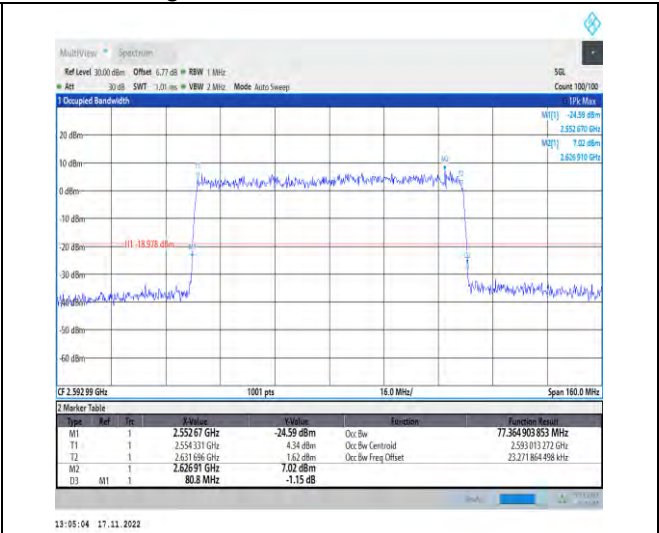 MultiView Spectrum
Ref Level 30.00 dBm Offset 6.77 dB RBW 1 MHz SGL
Att 30 dB SWT 1.01 ms VBW 2 MHz Mode Auto Sweep Count 100/100
1 Occupied Bandwidth 1Pk Max
M1[1] -24.59 dBm
2.552 670 GHz
M2[1] 7.02 dBm
2.626 910 GHz
20 dBm
M2
10 dBm
T1
0 dBm
-10 dBm
-20 dBm
H1 -18.978 dBm
-30 dBm
-40 dBm
-50 dBm
-60 dBm
CF 2.592 99 GHz 1001 pts 16.0 MHz/ Span 160.0 MHz
2 Marker Table
Type Ref Trc X-Value Y-Value Function Function Result
M1 1 2.552 67 GHz -24.59 dBm Occ Bw 77.364 903 853 MHz
T1 1 2.554 331 GHz 4.34 dBm Occ Bw Centroid 2.593 013 272 GHz
T2 1 2.631 696 GHz 1.62 dBm Occ Bw Freq Offset 23.271 864 498 kHz
M2 1 2.626 91 GHz 7.02 dBm
D3 M1 1 80.8 MHz -1.15 dB
13:05:04 17.11.2022